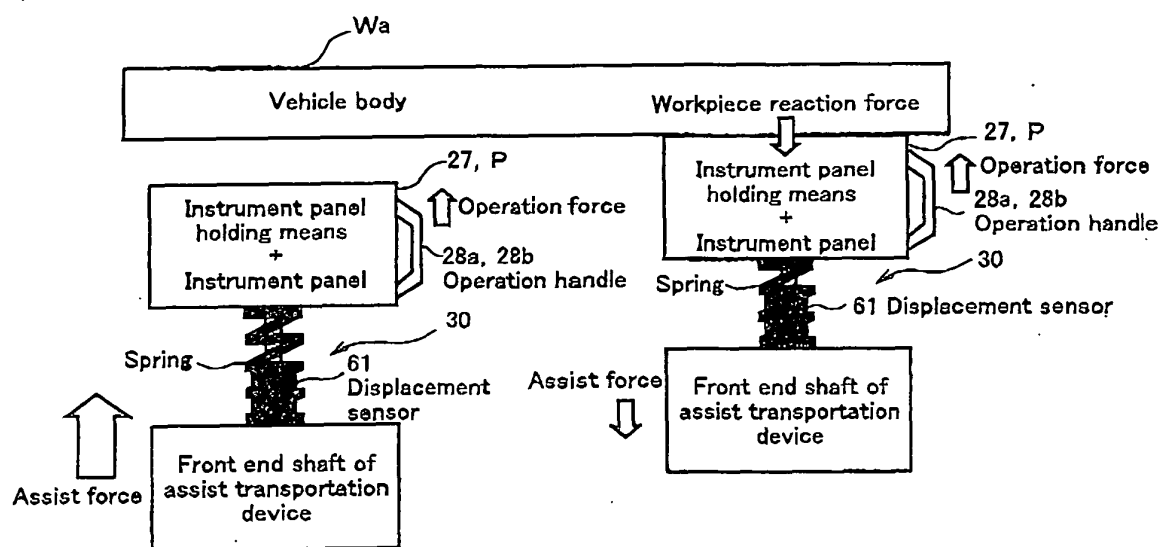 Wa
Vehicle body
Workpiece reaction force
27, P
Instrument panel
holding means
+
Instrument panel
Operation force
28a, 28b
Operation handle
Spring
30
61
Displacement
sensor
Assist force
Front end shaft of
assist transportation
device
27, P
Instrument panel
holding means
+
Instrument panel
Operation force
28a, 28b
Operation handle
30
Spring
61 Displacement sensor
Assist force
Front end shaft of
assist transportation
device